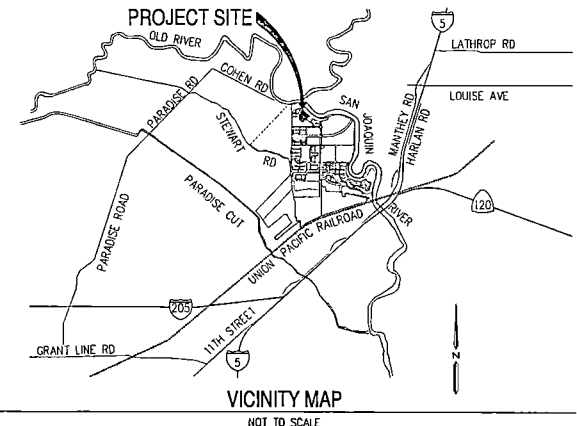 PROJECT SITE
OLD RIVER
5
LATHROP RD
COHEN RD
PARADISE RD
LOUISE AVE
SAN
JOAQUIN
RIVER
MANTHEY RD
HARLAN RD
STEWART
RD
PARADISE CUT
PARADISE ROAD
120
UNION PACIFIC RAILROAD
205
11TH STREET
GRANT LINE RD
5
N
VICINITY MAP
NOT TO SCALE